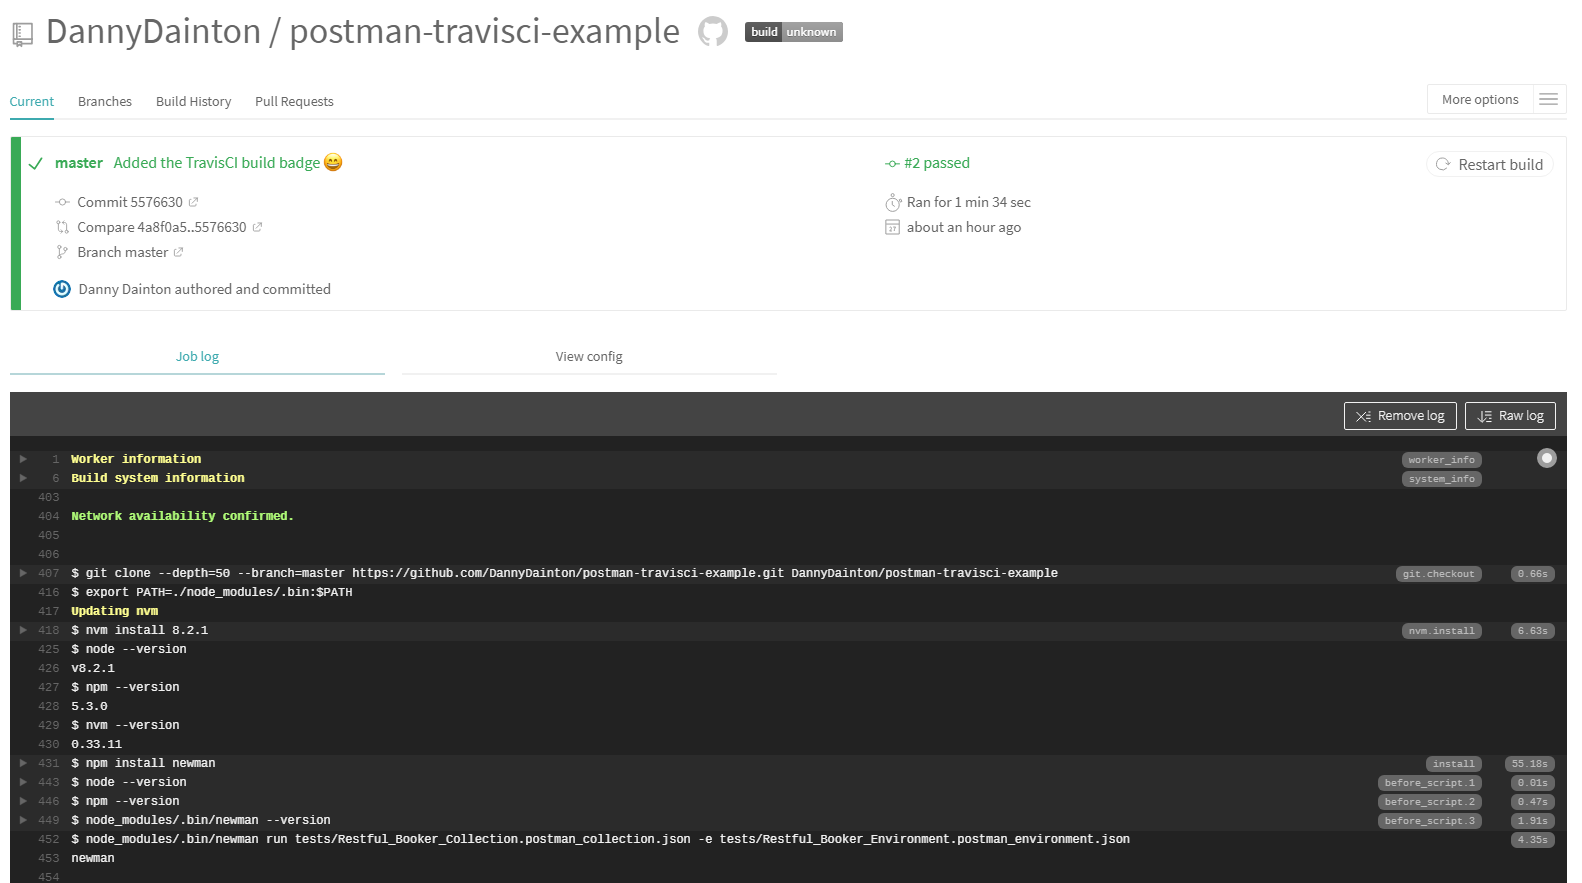 DannyDainton / postman-travisci-example build unknown
Current Branches Build History Pull Requests More options
master Added the TravisCI build badge 😄 #2 passed Restart build
Commit 5576630 Ran for 1 min 34 sec
Compare 4a8f0a5..5576630 about an hour ago
Branch master
Danny Dainton authored and committed
Job log View config
Remove log Raw log
1 Worker information worker_info
6 Build system information system_info
403
404 Network availability confirmed.
405
406
407 $ git clone --depth=50 --branch=master https://github.com/DannyDainton/postman-travisci-example.git DannyDainton/postman-travisci-example git.checkout 0.66s
416 $ export PATH=./node_modules/.bin:$PATH
417 Updating nvm
418 $ nvm install 8.2.1 nvm.install 6.63s
425 $ node --version
426 v8.2.1
427 $ npm --version
428 5.3.0
429 $ nvm --version
430 0.33.11
431 $ npm install newman install 55.18s
443 $ node --version before_script.1 0.01s
446 $ npm --version before_script.2 0.47s
449 $ node_modules/.bin/newman --version before_script.3 1.91s
452 $ node_modules/.bin/newman run tests/Restful_Booker_Collection.postman_collection.json -e tests/Restful_Booker_Environment.postman_environment.json 4.35s
453 newman
454